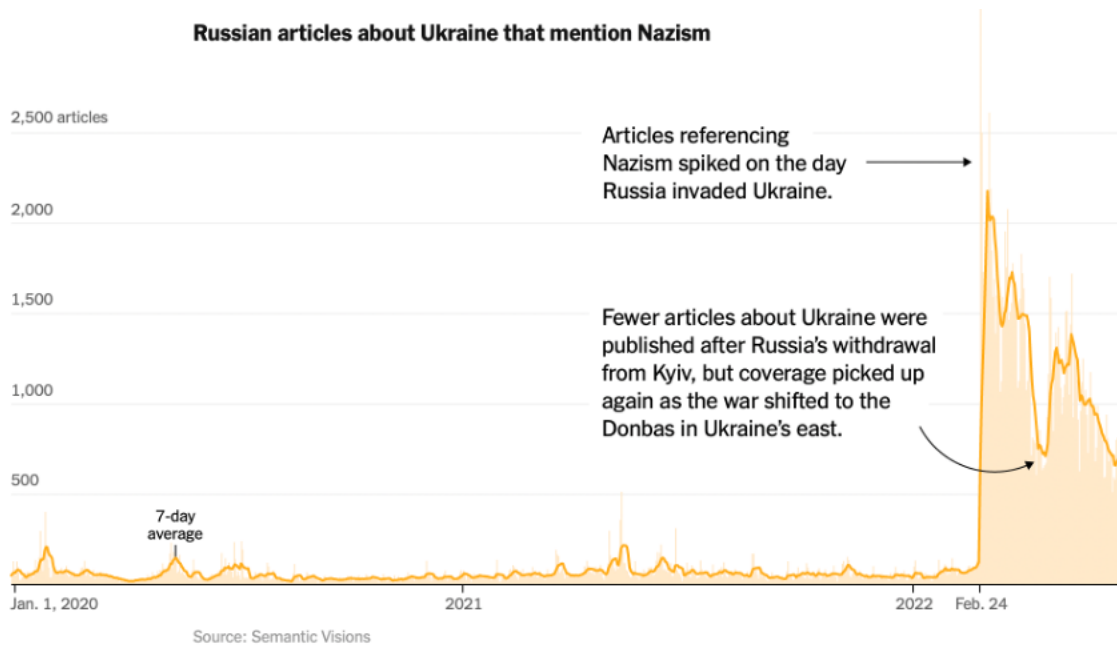 Russian articles about Ukraine that mention Nazism
2,500 articles
Articles referencing
Nazism spiked on the day
Russia invaded Ukraine.
2,000
1,500
Fewer articles about Ukraine were
published after Russia’s withdrawal
from Kyiv, but coverage picked up
again as the war shifted to the
Donbas in Ukraine’s east.
1,000
500
7-day
average
Jan. 1, 2020
2021
2022
Feb. 24
Source: Semantic Visions